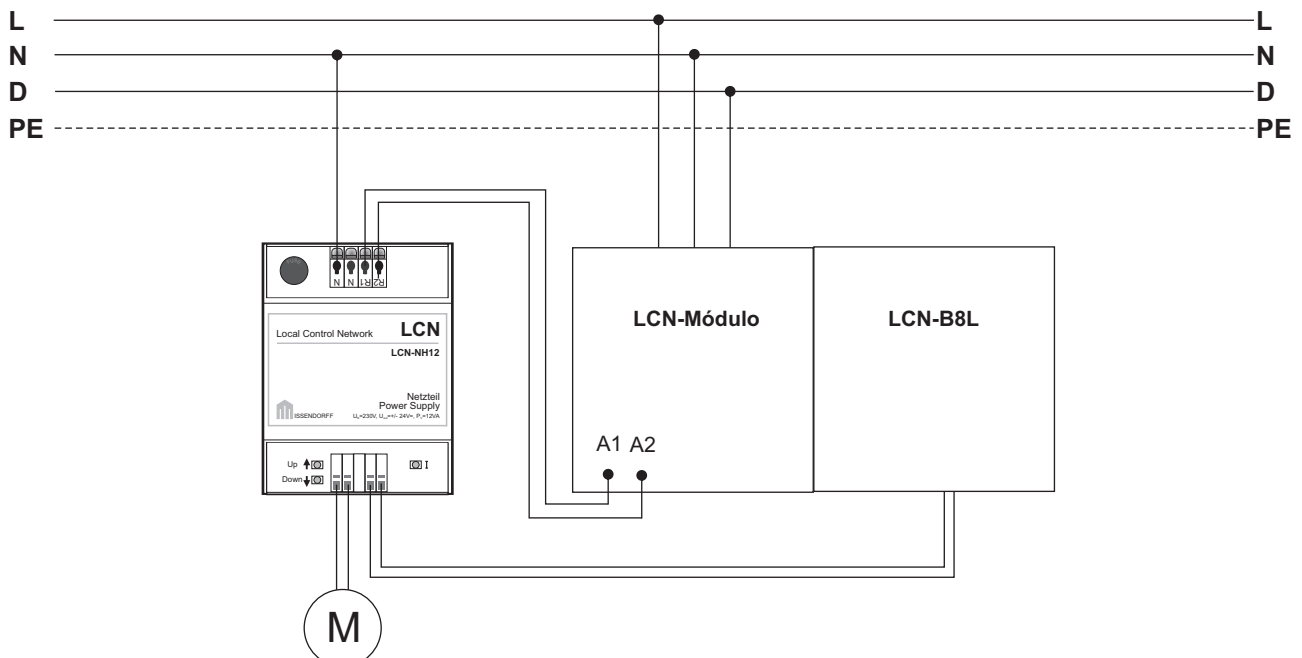 L L
N N
D D
PE PE
N N R1 R2
Local Control Network LCN
LCN-NH12
Netzteil
Power Supply
ISSENDORFF
Up
Down
I
M
LCN-Módulo
A1 A2
LCN-B8L